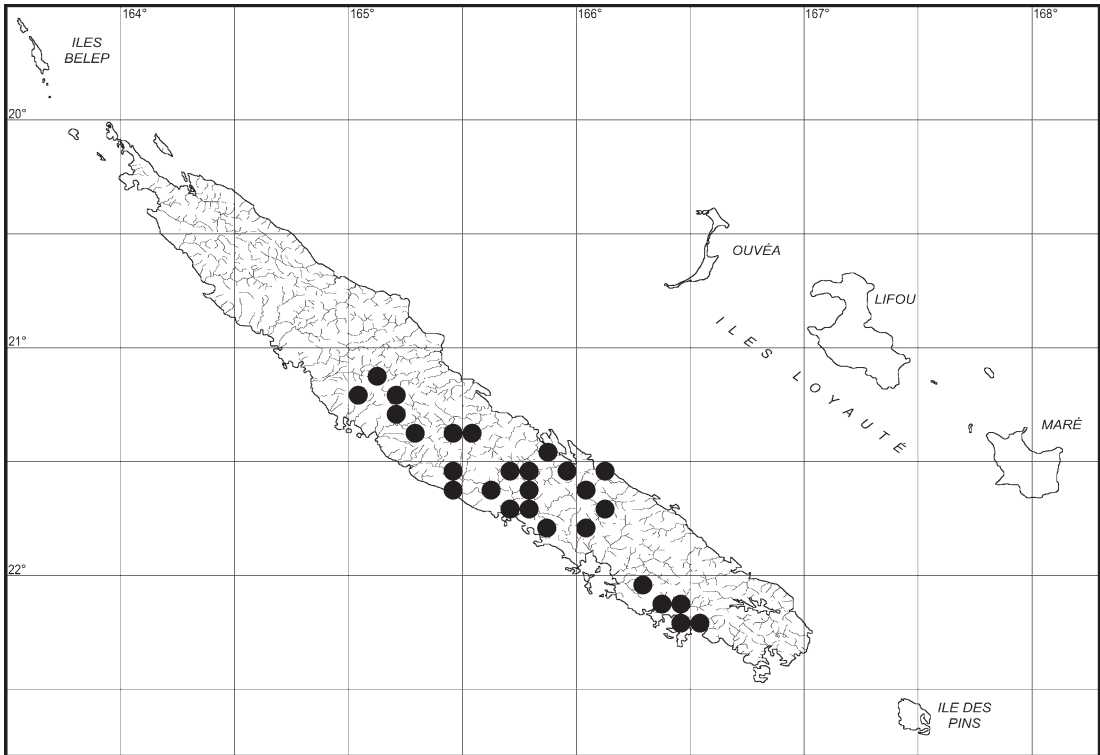 164°
165°
166°
167°
168°
ILES
BELEP
20°
OUVÉA
LIFOU
21°
ILES LOYAUTÉ
MARÉ
22°
ILE DES
PINS